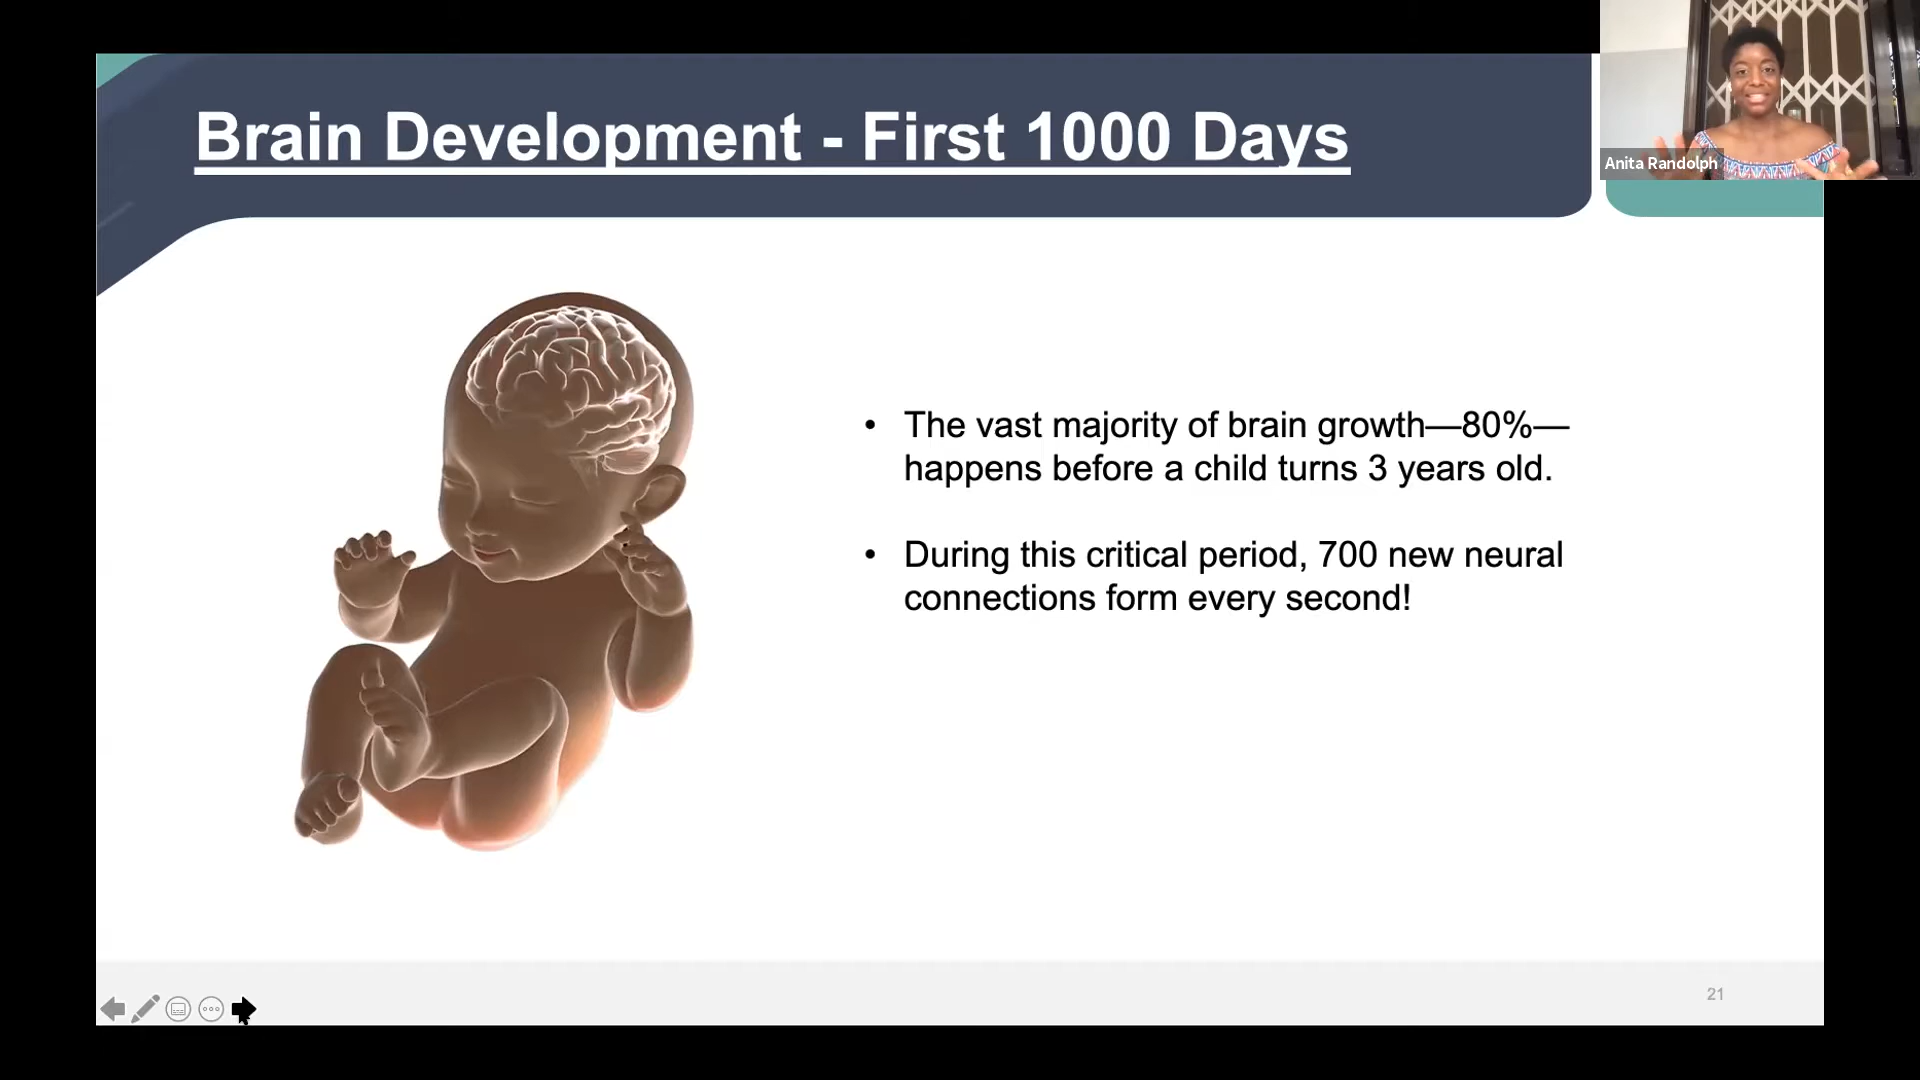 Brain Development - First 1000 Days
Anita Randolph
• The vast majority of brain growth—80%—
happens before a child turns 3 years old.
• During this critical period, 700 new neural
connections form every second!
21